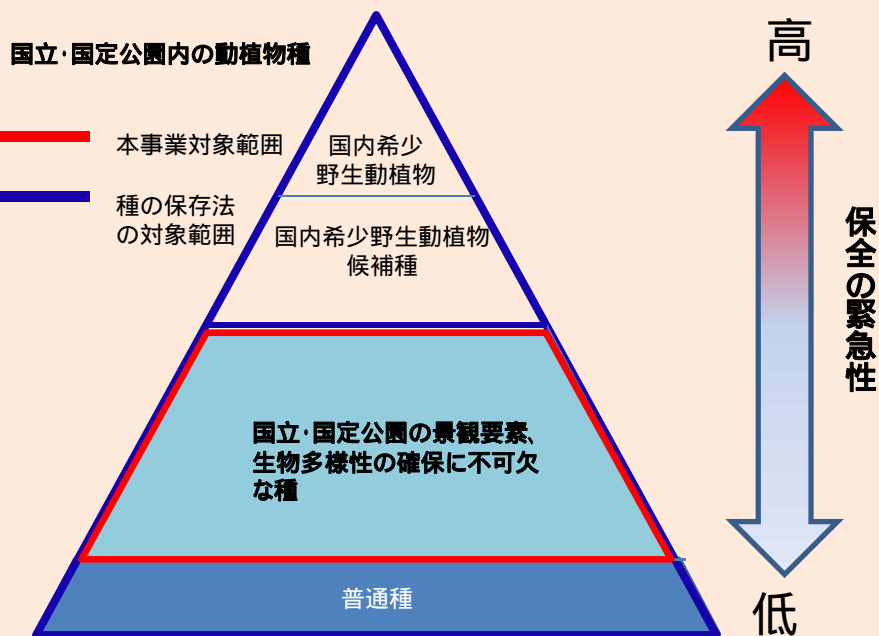 国立・国定公園内の動植物種
高
本事業対象範囲
種の保存法
の対象範囲
国内希少
野生動植物
国内希少野生動植物
候補種
保全の緊急性
国立・国定公園の景観要素、
生物多様性の確保に不可欠
な種
普通種
低